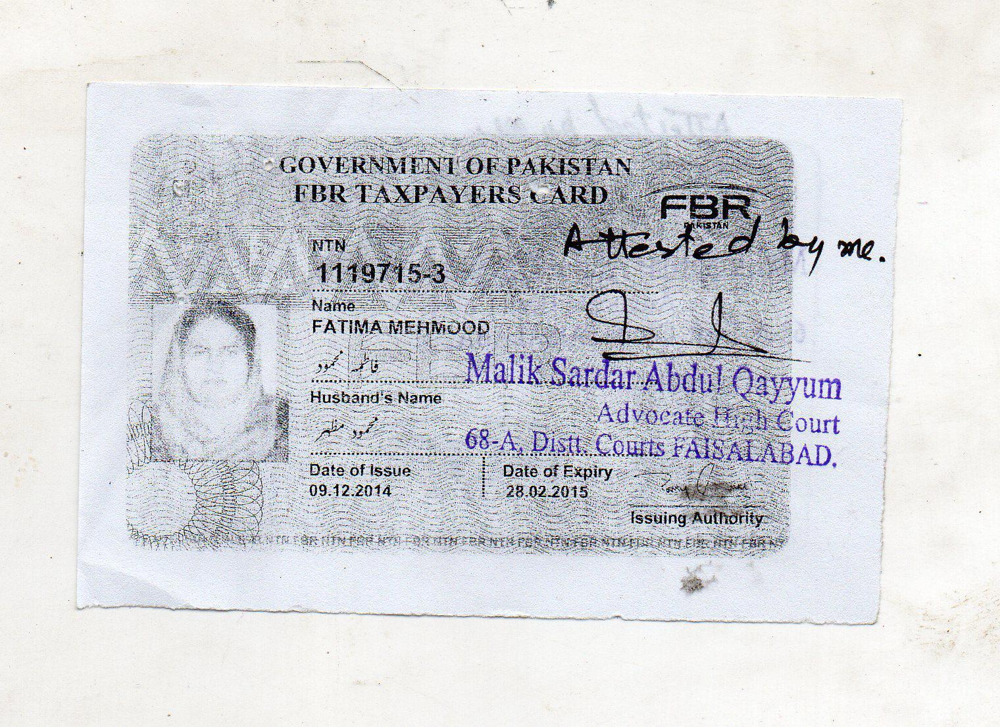 GOVERNMENT OF PAKISTAN
FBR TAXPAYERS CARD
FBR
PAKISTAN
Attested by me.
NTN
1119715-3
Name
FATIMA MEHMOOD
فاطمہ محمود
Malik Sardar Abdul Qayyum
Advocate High Court
68-A, Distt. Courts FAISALABAD.
Husband's Name
محمود مظہر
Date of Issue
09.12.2014
Date of Expiry
28.02.2015
Issuing Authority